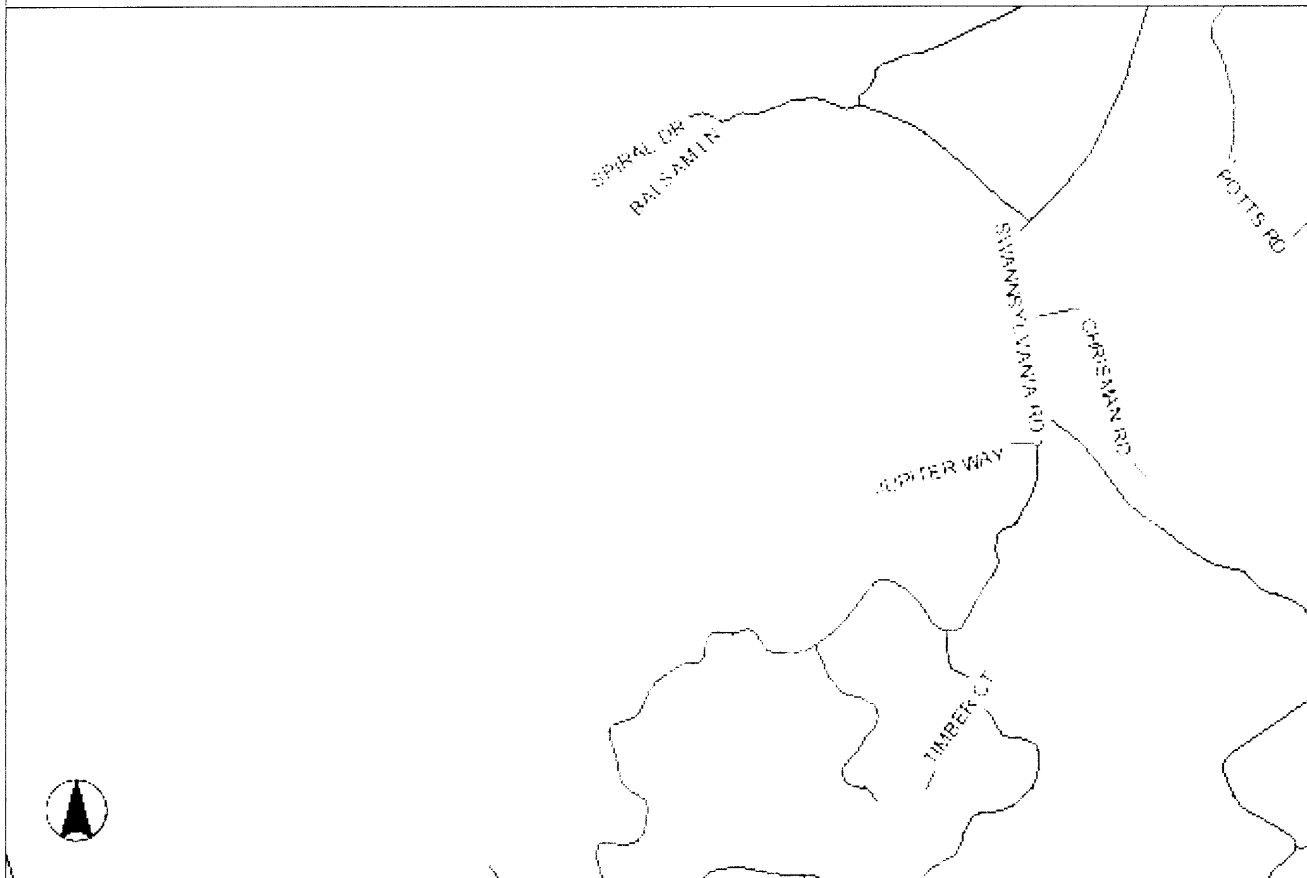 SPIRAL DR
BALSAM LN
POTTS RD
SWANNSYLVANIA RD
CHRISMAN RD
JUPITER WAY
TIMBER CT